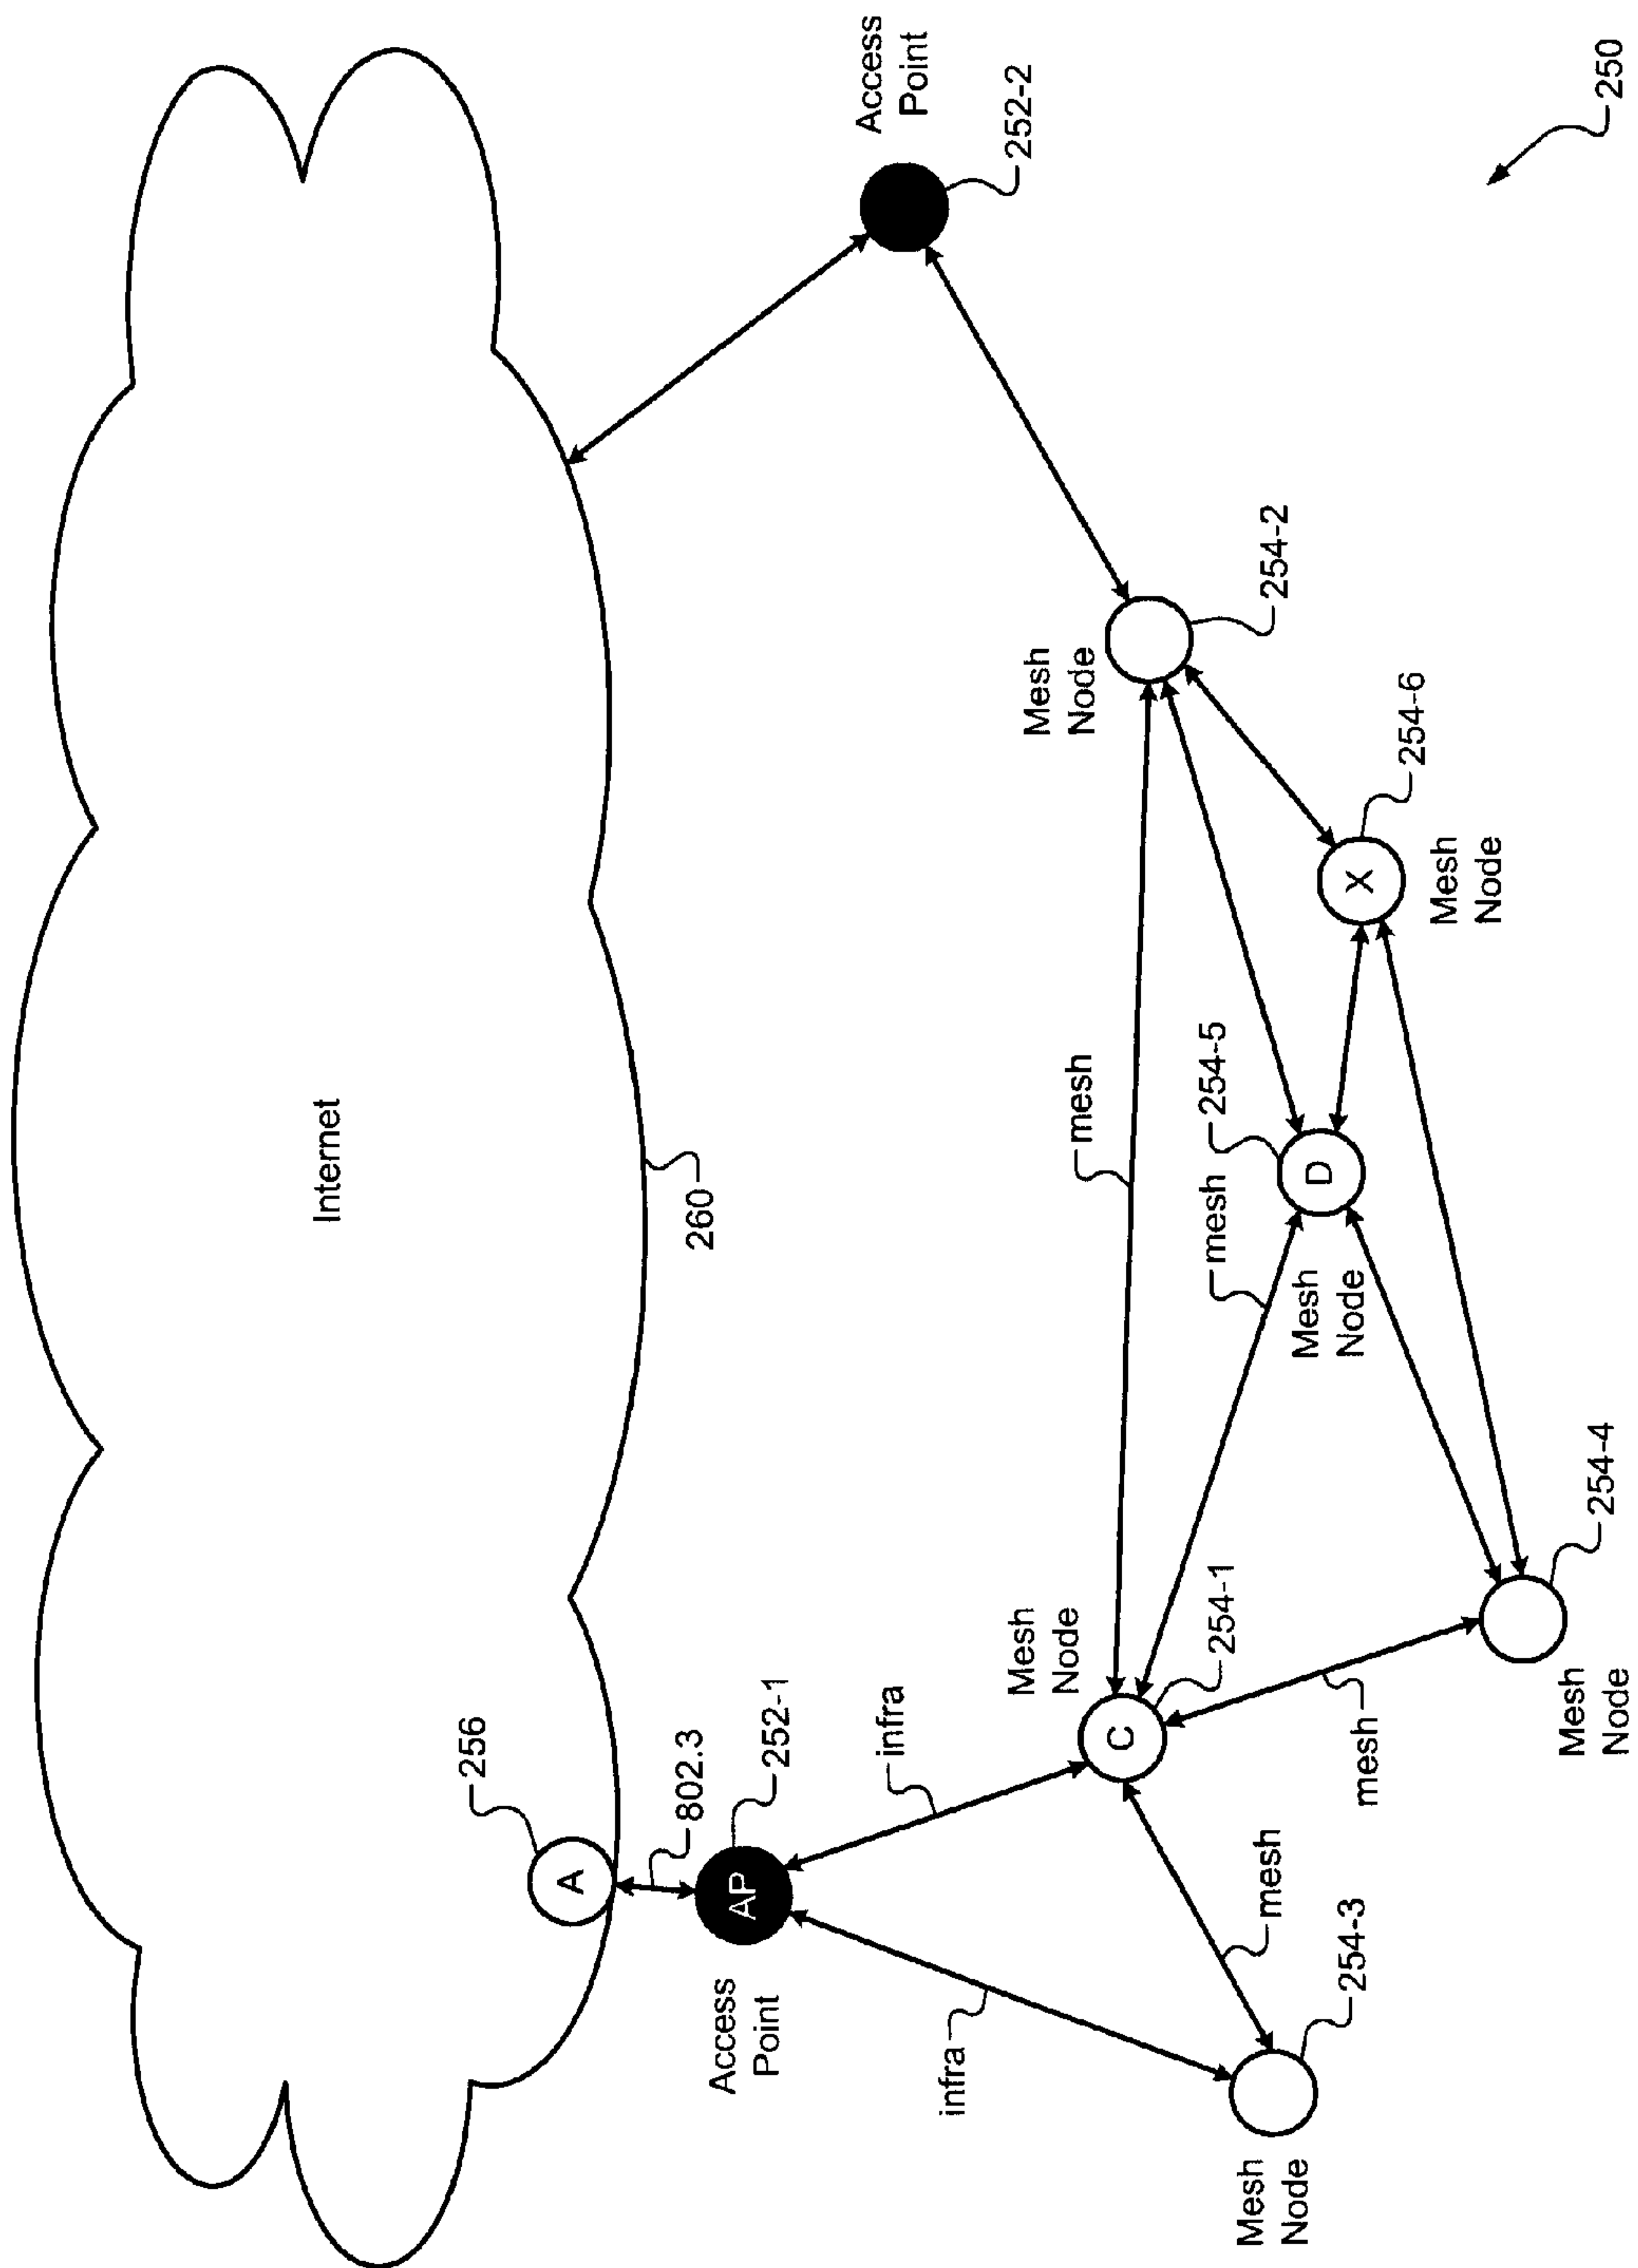 Internet
260
A
256
802.3
AP
252-1
Access
Point
Access
Point
252-2
infra
infra
Mesh
Node
C
254-1
mesh
Mesh
Node
254-2
mesh
254-5
D
Mesh
Node
X
254-6
Mesh
Node
mesh
254-3
Mesh
Node
mesh
254-4
Mesh
Node
250